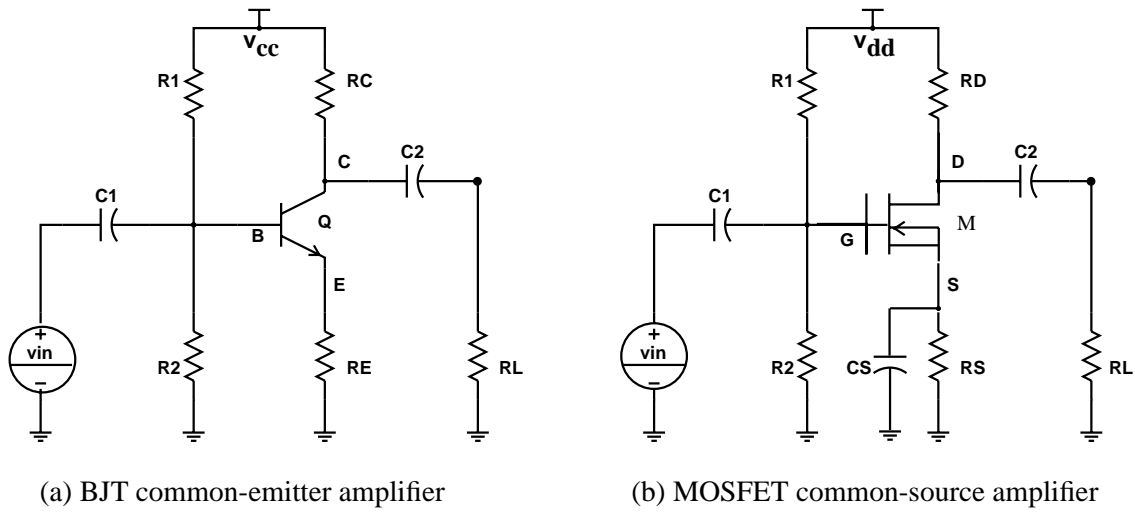 vcc
R1
RC
C
C2
C1
B
Q
E
+
vin
−
R2
RE
RL
(a) BJT common-emitter amplifier
vdd
R1
RD
D
C2
C1
G
M
S
+
vin
−
R2
CS
RS
RL
(b) MOSFET common-source amplifier